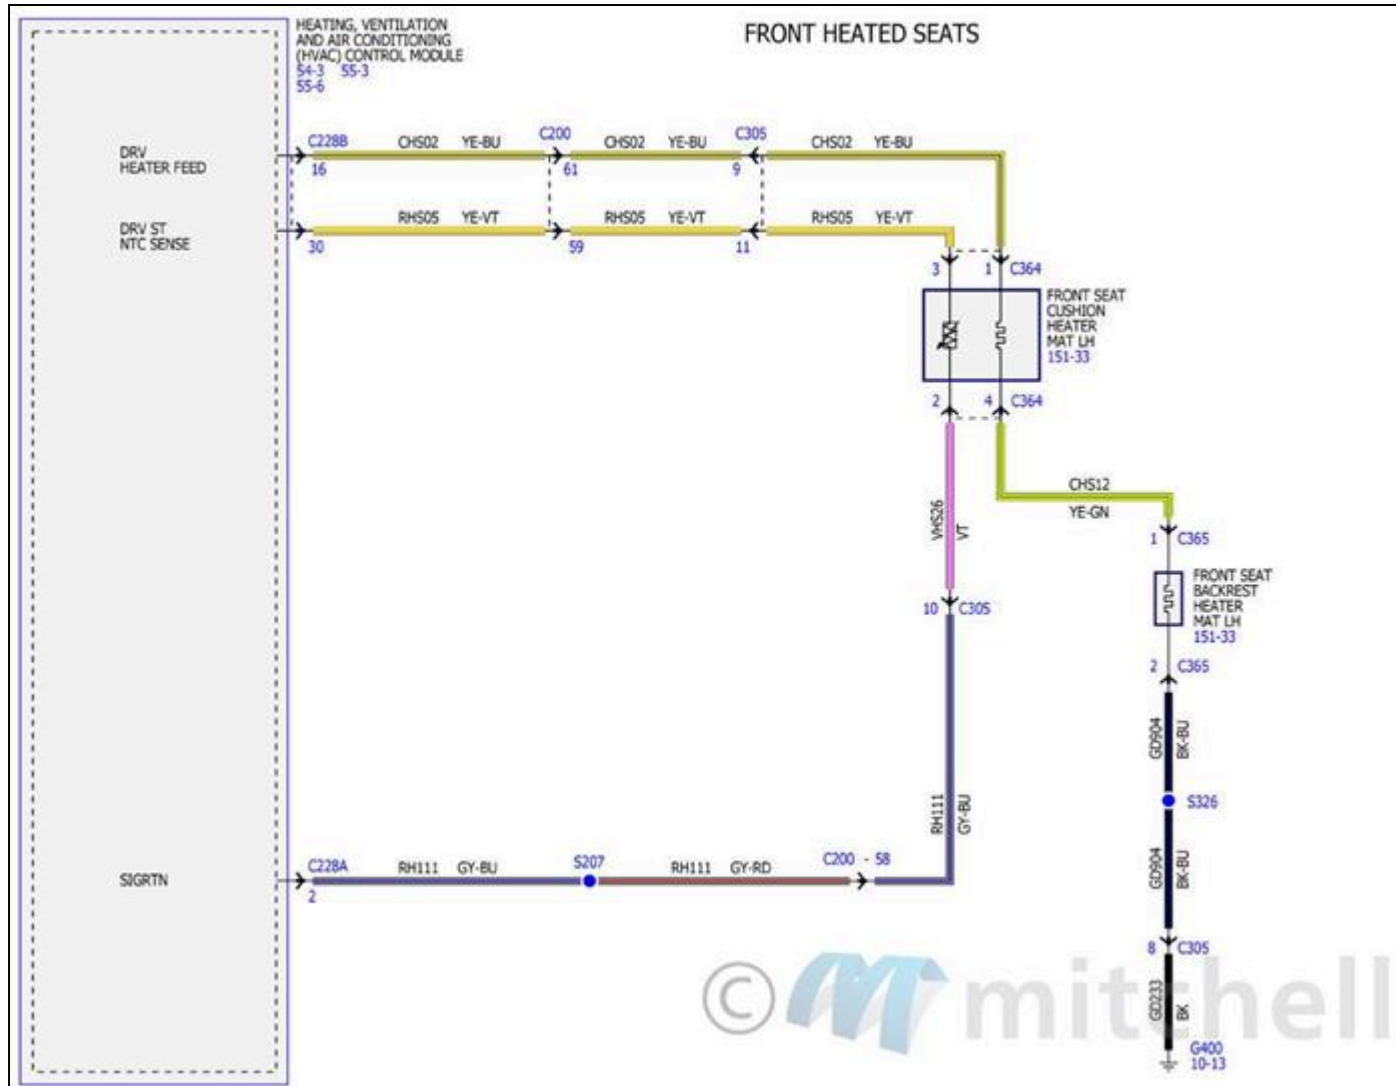 FRONT HEATED SEATS
HEATING, VENTILATION
AND AIR CONDITIONING
(HVAC) CONTROL MODULE
54-3 55-3
55-6
DRV
HEATER FEED
C228B
16
CHS02 YE-BU
C200
61
CHS02 YE-BU
C305
9
CHS02 YE-BU
DRV ST
NTC SENSE
30
RHS05 YE-VT
59
RHS05 YE-VT
11
RHS05 YE-VT
3 1 C364
FRONT SEAT
CUSHION
HEATER
MAT LH
151-33
2 4 C364
VHS26
VT
CHS12
YE-GN
1 C365
FRONT SEAT
BACKREST
HEATER
MAT LH
151-33
2 C365
10 C305
RH111
GY-BU
GD904
BK-BU
S326
GD904
BK-BU
SIGRTN
C228A
2
RH111 GY-BU
S207
RH111 GY-RD
C200 - 58
8 C305
GD233
BK
G400
10-13
© mitchell